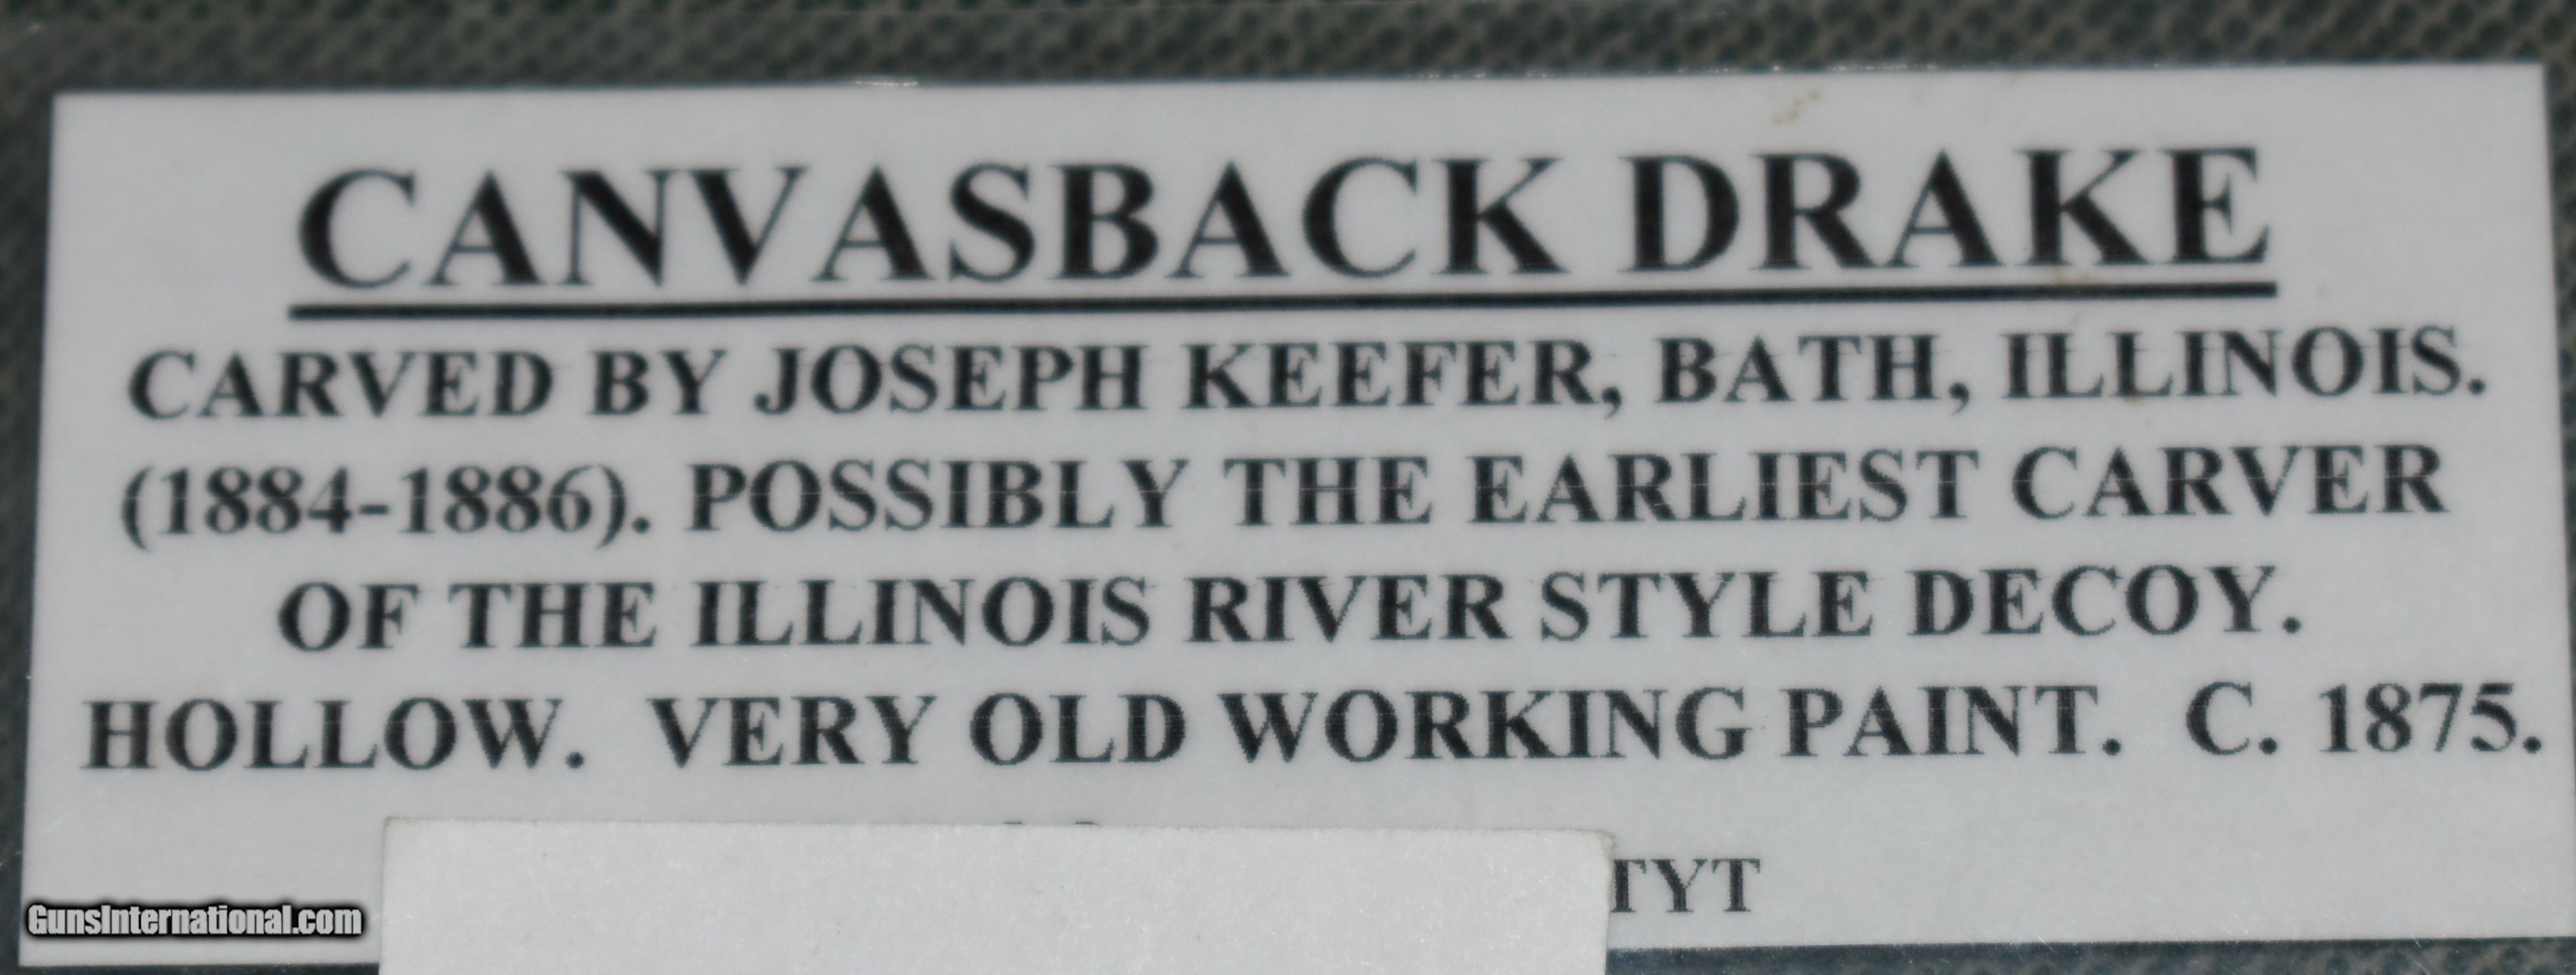 CANVASBACK DRAKE
CARVED BY JOSEPH KEEFER, BATH, ILLINOIS.
(1884-1886). POSSIBLY THE EARLIEST CARVER
OF THE ILLINOIS RIVER STYLE DECOY.
HOLLOW. VERY OLD WORKING PAINT. C. 1875.
TYT
GunsInternational.com